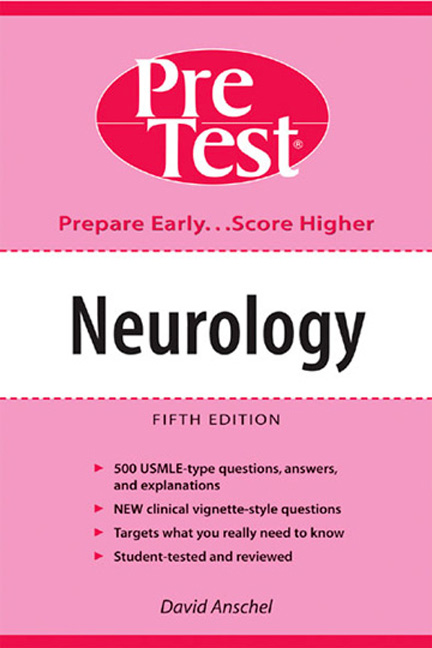 Pre
Test®
Prepare Early...Score Higher
Neurology
FIFTH EDITION
500 USMLE-type questions, answers,
and explanations
NEW clinical vignette-style questions
Targets what you really need to know
Student-tested and reviewed
David Anschel